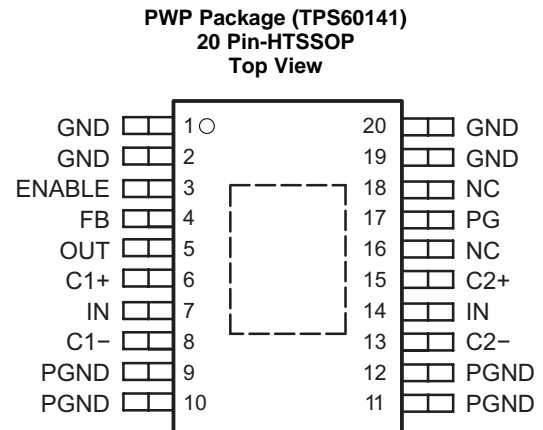 PWP Package (TPS60141)
20 Pin-HTSSOP
Top View
GND 1 20 GND
GND 2 19 GND
ENABLE 3 18 NC
FB 4 17 PG
OUT 5 16 NC
C1+ 6 15 C2+
IN 7 14 IN
C1− 8 13 C2−
PGND 9 12 PGND
PGND 10 11 PGND